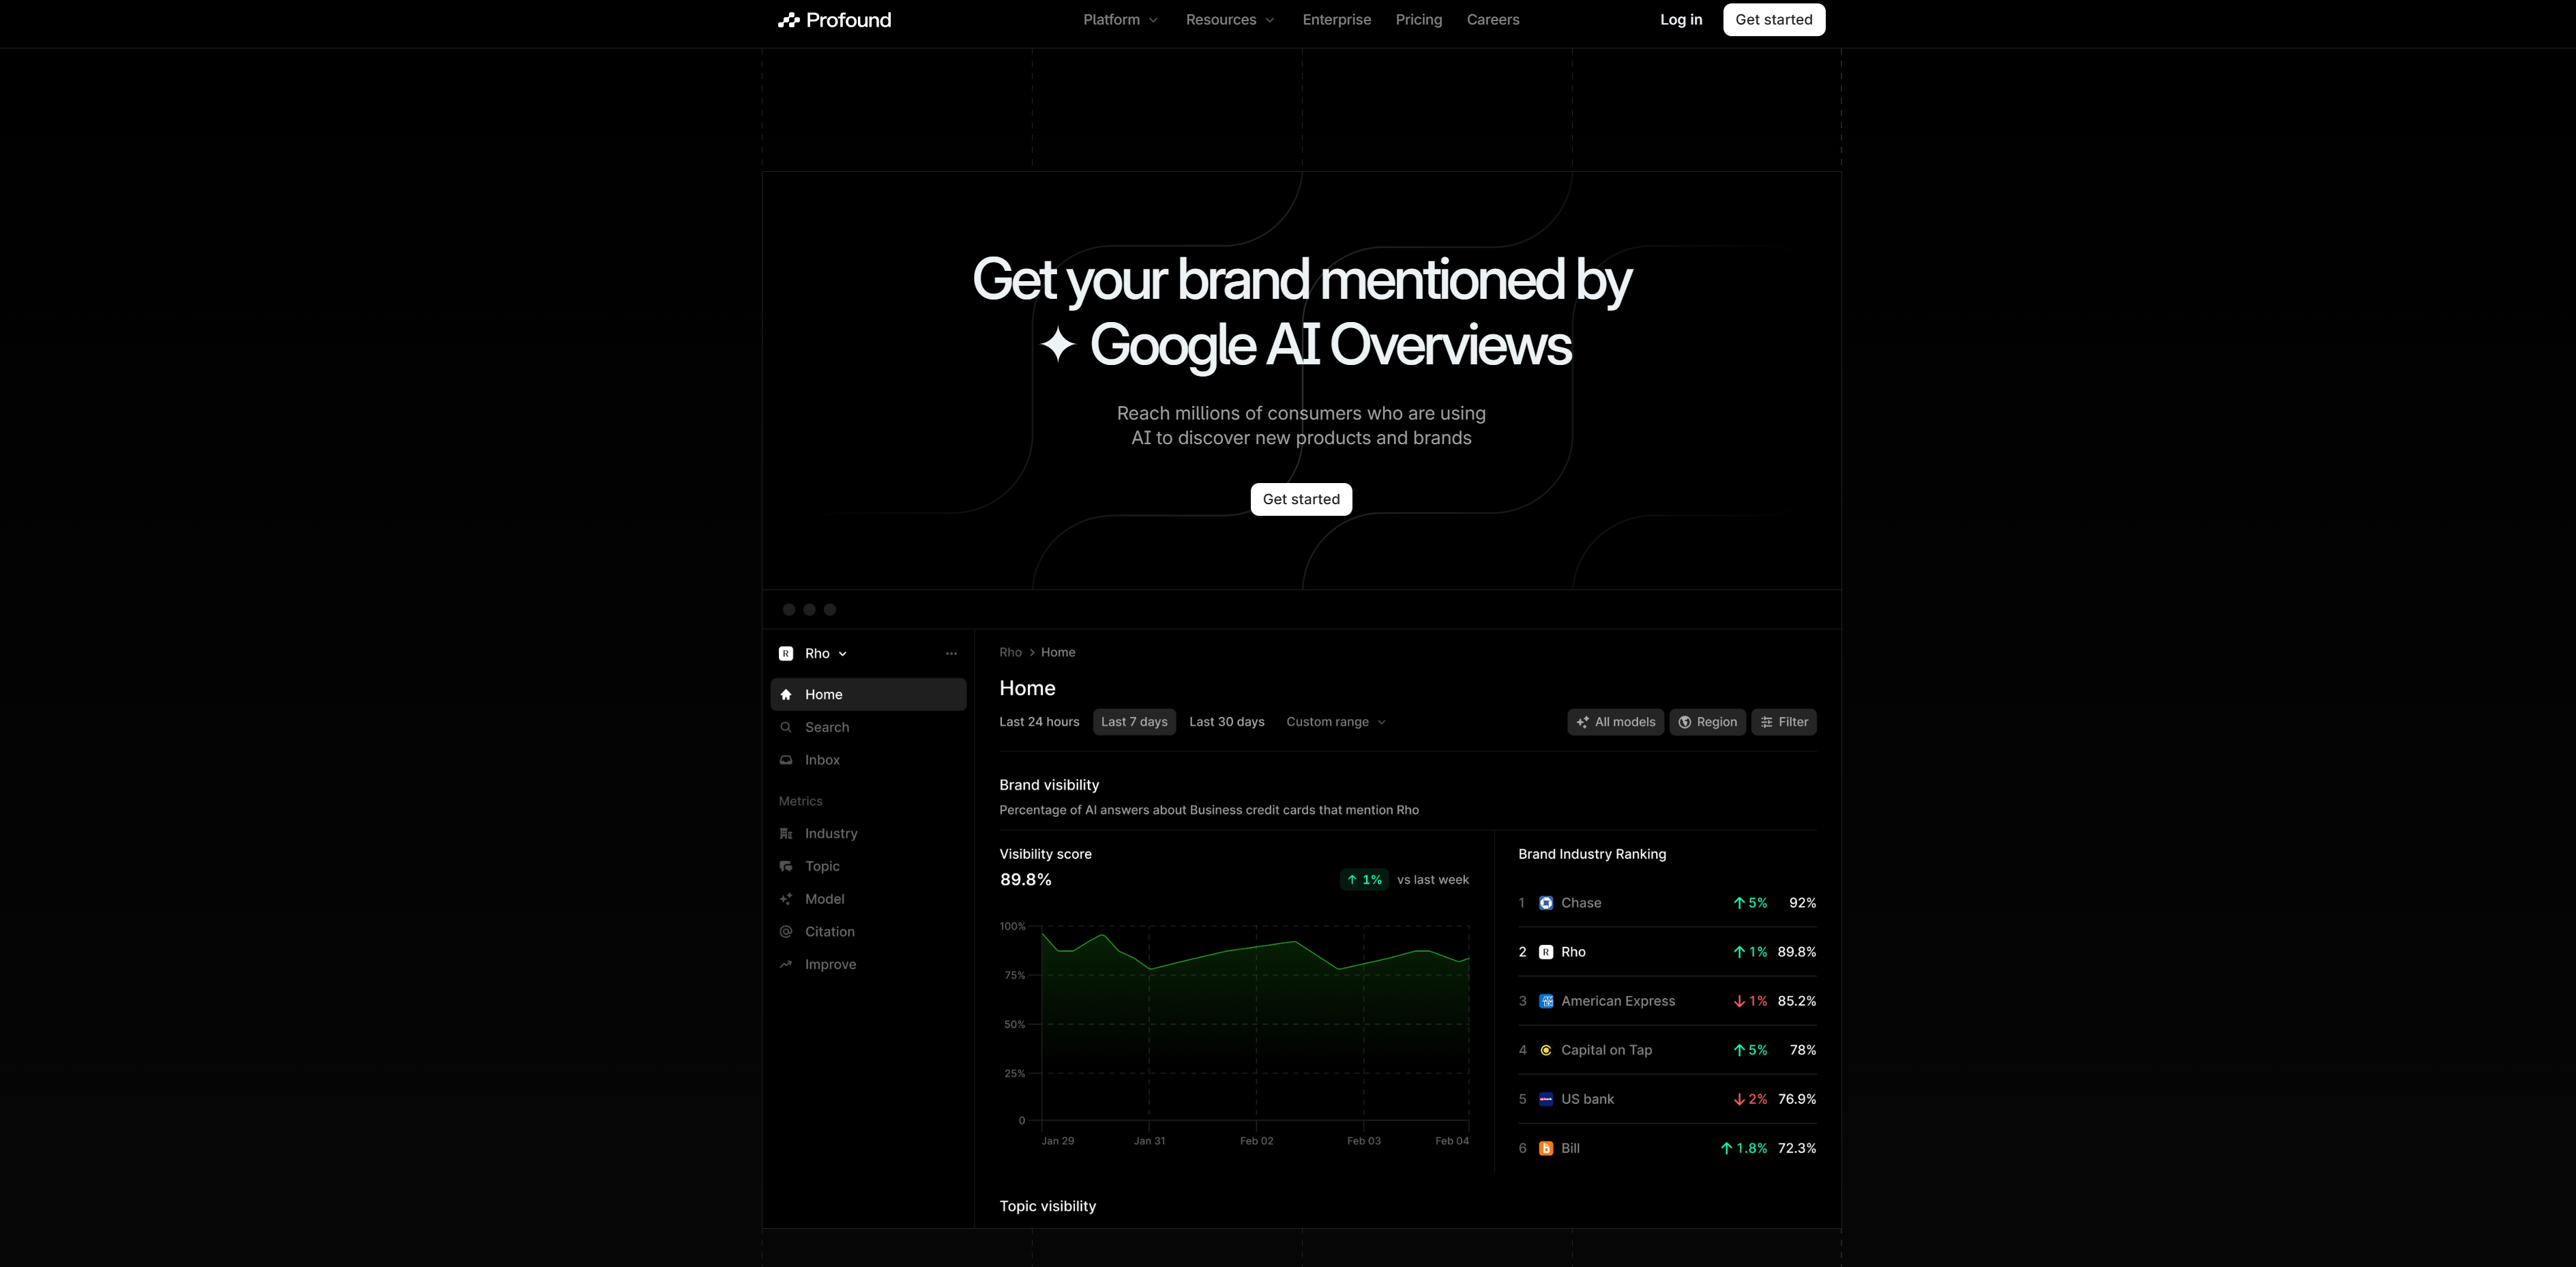 Profound
Platform
Resources
Enterprise
Pricing
Careers
Log in
Get started
Get your brand mentioned by
Google AI Overviews
Reach millions of consumers who are using
AI to discover new products and brands
Get started
R Rho
Home
Search
Inbox
Metrics
Industry
Topic
Model
Citation
Improve
Rho > Home
Home
Last 24 hours
Last 7 days
Last 30 days
Custom range
All models
Region
Filter
Brand visibility
Percentage of AI answers about Business credit cards that mention Rho
Visibility score
89.8%
↑ 1% vs last week
100%
75%
50%
25%
0
Jan 29
Jan 31
Feb 02
Feb 03
Feb 04
Brand Industry Ranking
1 Chase ↑ 5% 92%
2 R Rho ↑ 1% 89.8%
3 American Express ↓ 1% 85.2%
4 Capital on Tap ↑ 5% 78%
5 US bank ↓ 2% 76.9%
6 b Bill ↑ 1.8% 72.3%
Topic visibility